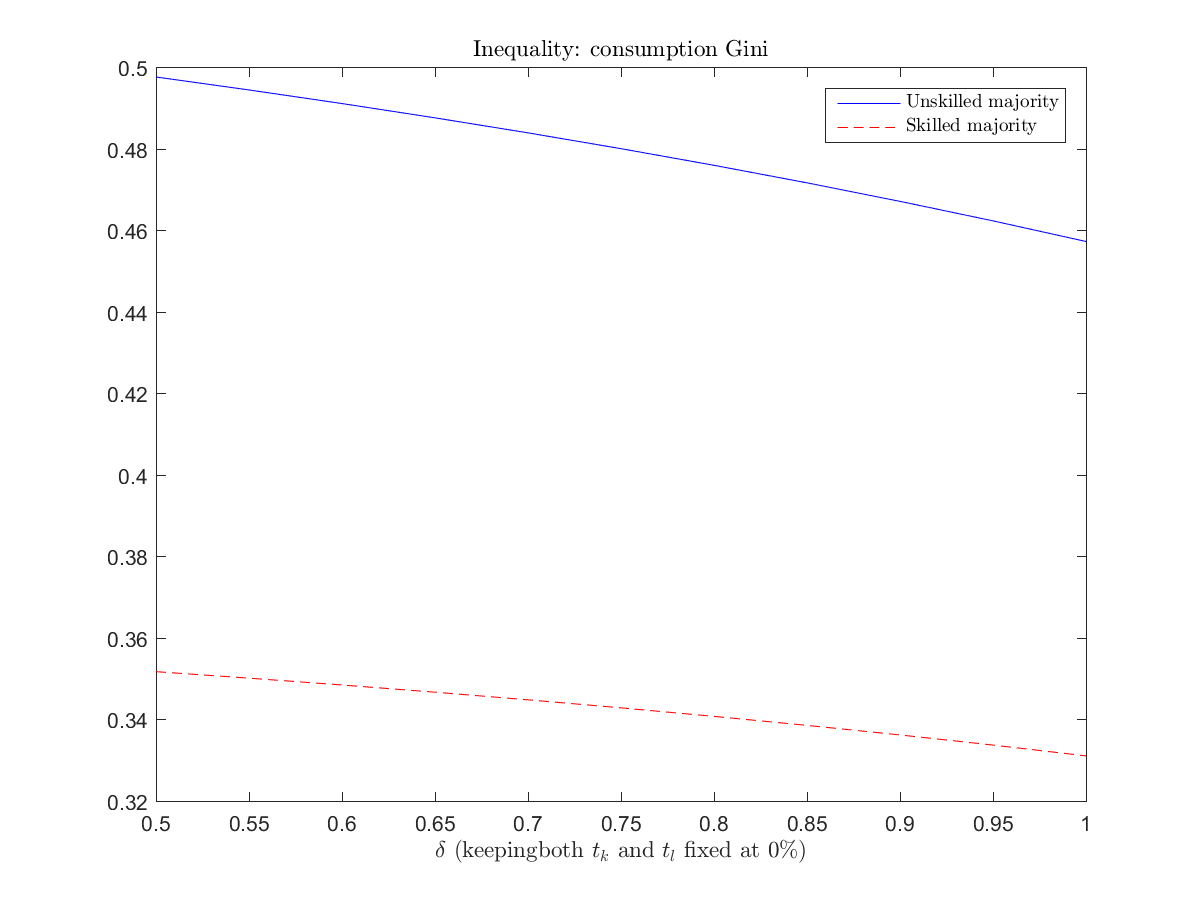 Inequality: consumption Gini
Unskilled majority
Skilled majority
0.5
0.48
0.46
0.44
0.42
0.4
0.38
0.36
0.34
0.32
0.5 0.55 0.6 0.65 0.7 0.75 0.8 0.85 0.9 0.95 1
δ (keepingboth t_k and t_l fixed at 0%)